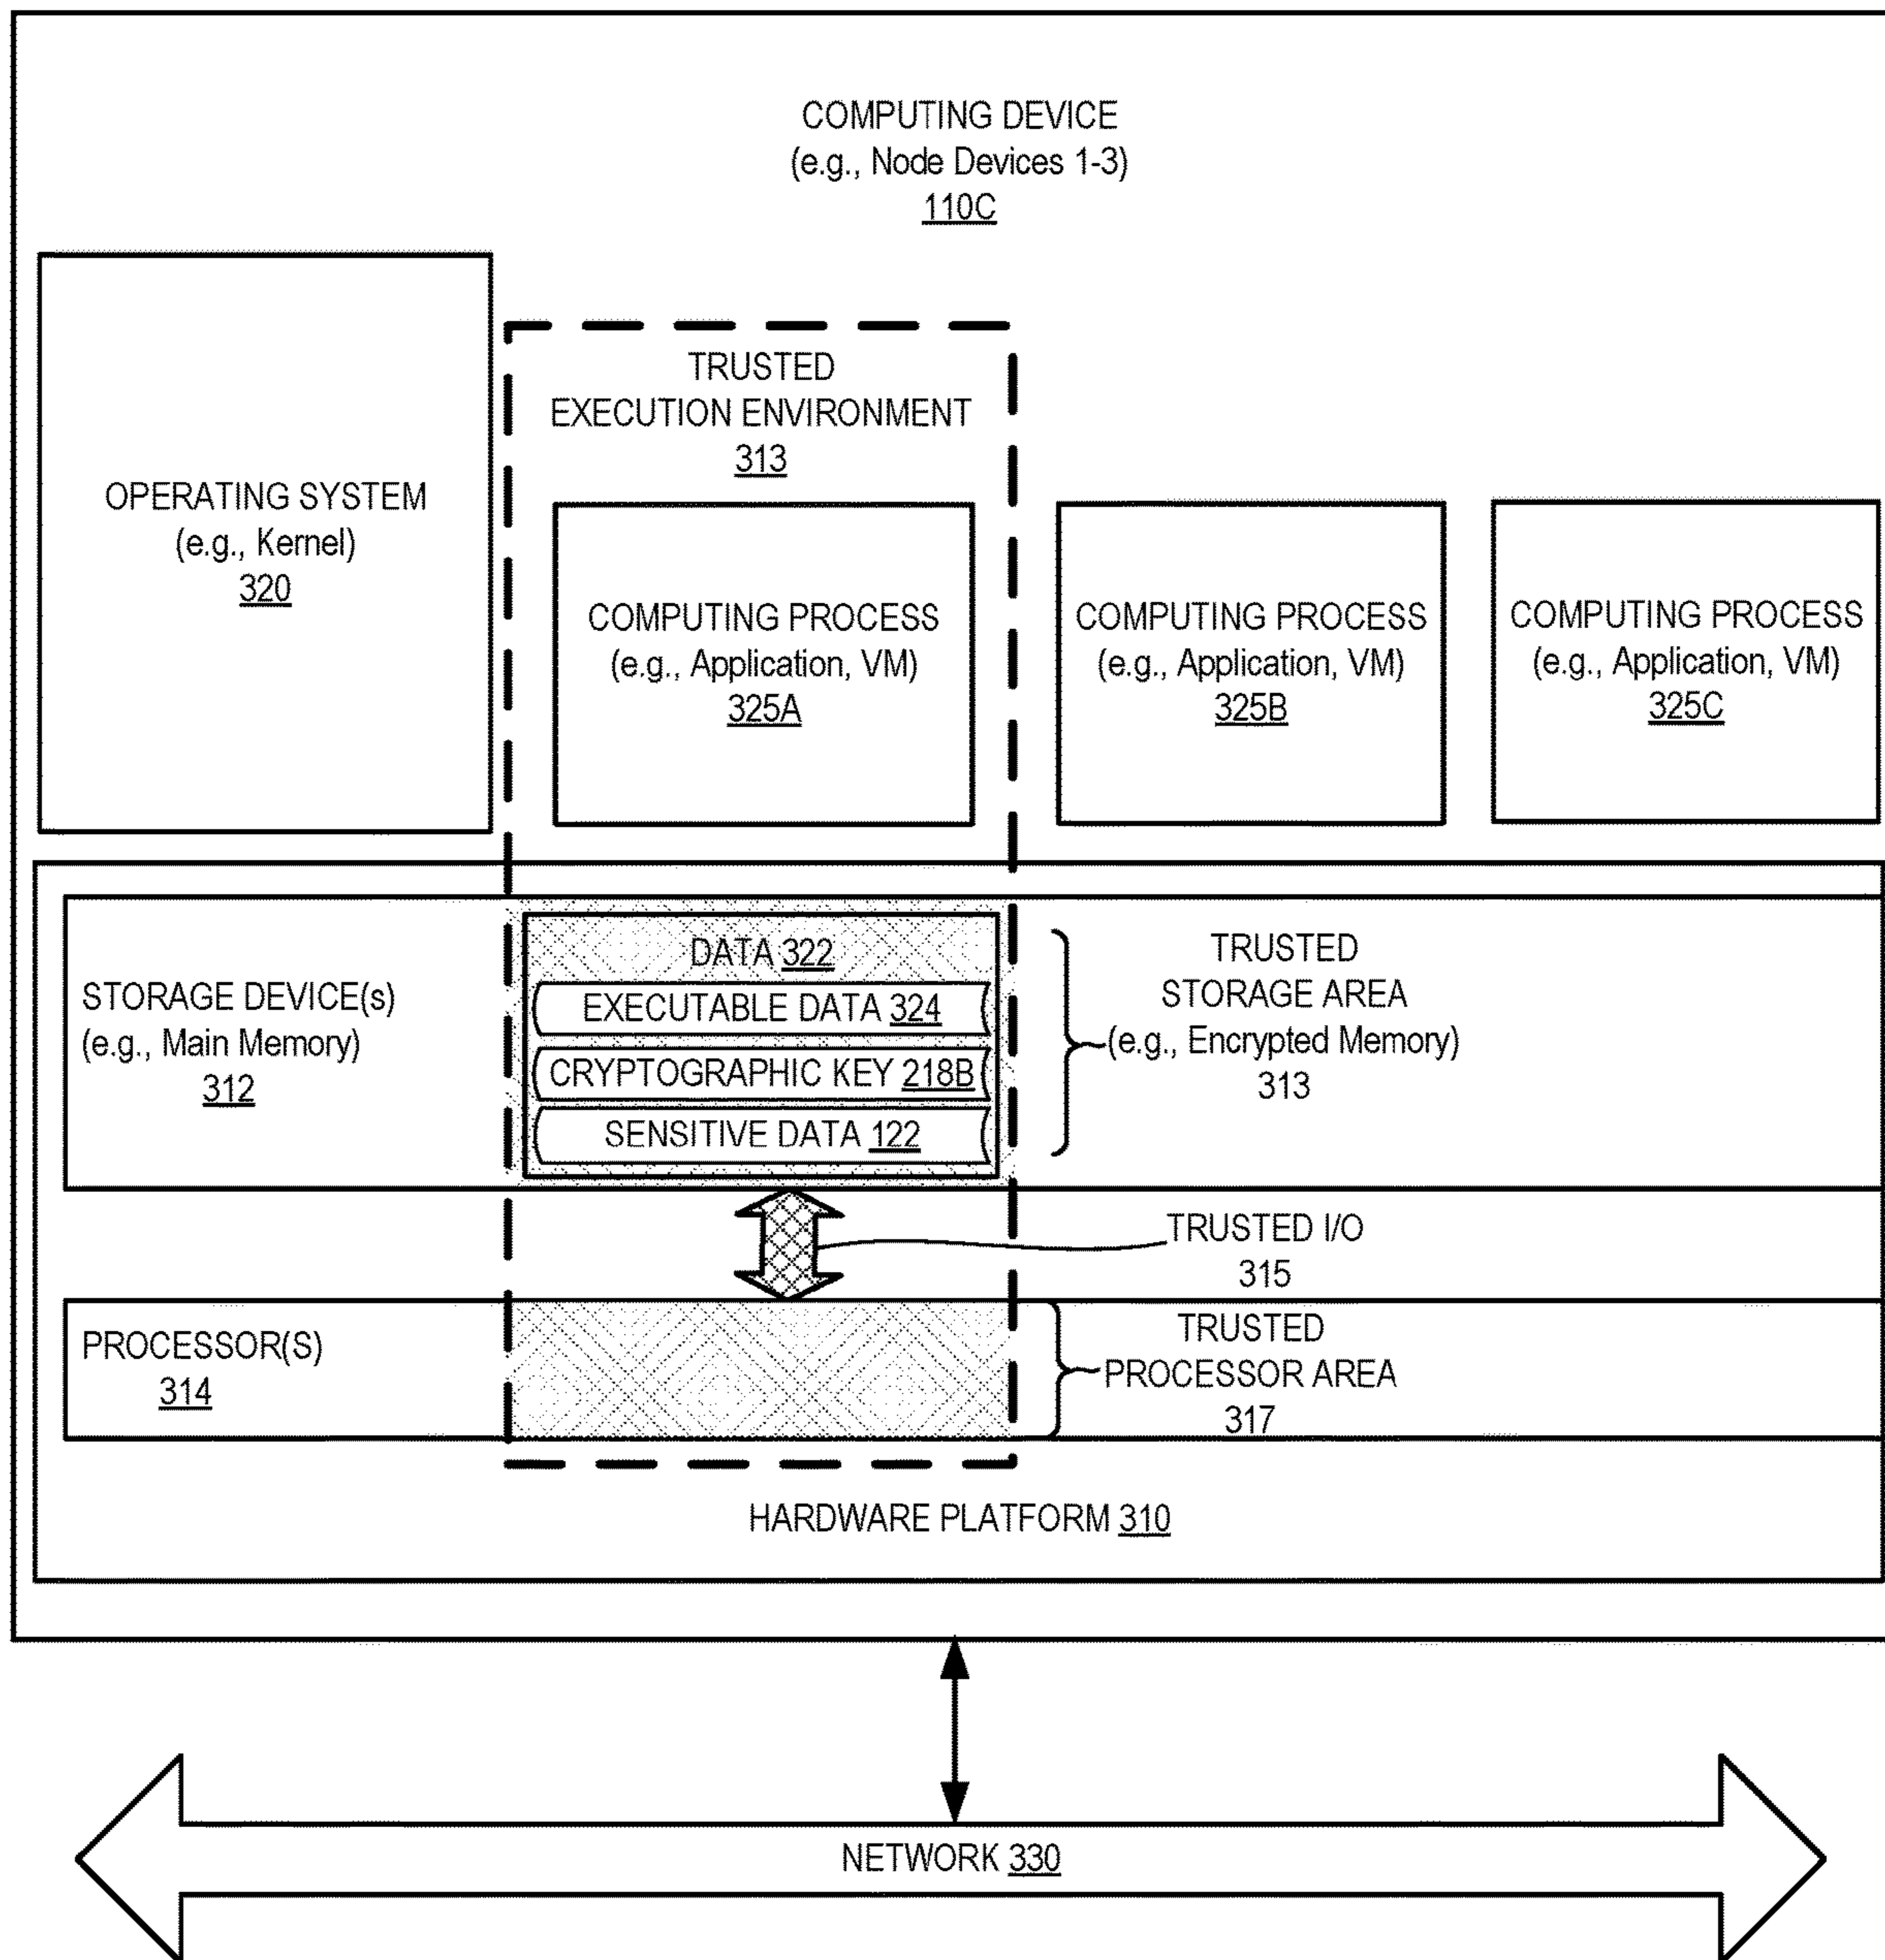 COMPUTING DEVICE
(e.g., Node Devices 1-3)
110C
OPERATING SYSTEM
(e.g., Kernel)
320
TRUSTED
EXECUTION ENVIRONMENT
313
COMPUTING PROCESS
(e.g., Application, VM)
325A
COMPUTING PROCESS
(e.g., Application, VM)
325B
COMPUTING PROCESS
(e.g., Application, VM)
325C
STORAGE DEVICE(s)
(e.g., Main Memory)
312
DATA 322
EXECUTABLE DATA 324
CRYPTOGRAPHIC KEY 218B
SENSITIVE DATA 122
TRUSTED
STORAGE AREA
(e.g., Encrypted Memory)
313
TRUSTED I/O
315
PROCESSOR(S)
314
TRUSTED
PROCESSOR AREA
317
HARDWARE PLATFORM 310
NETWORK 330